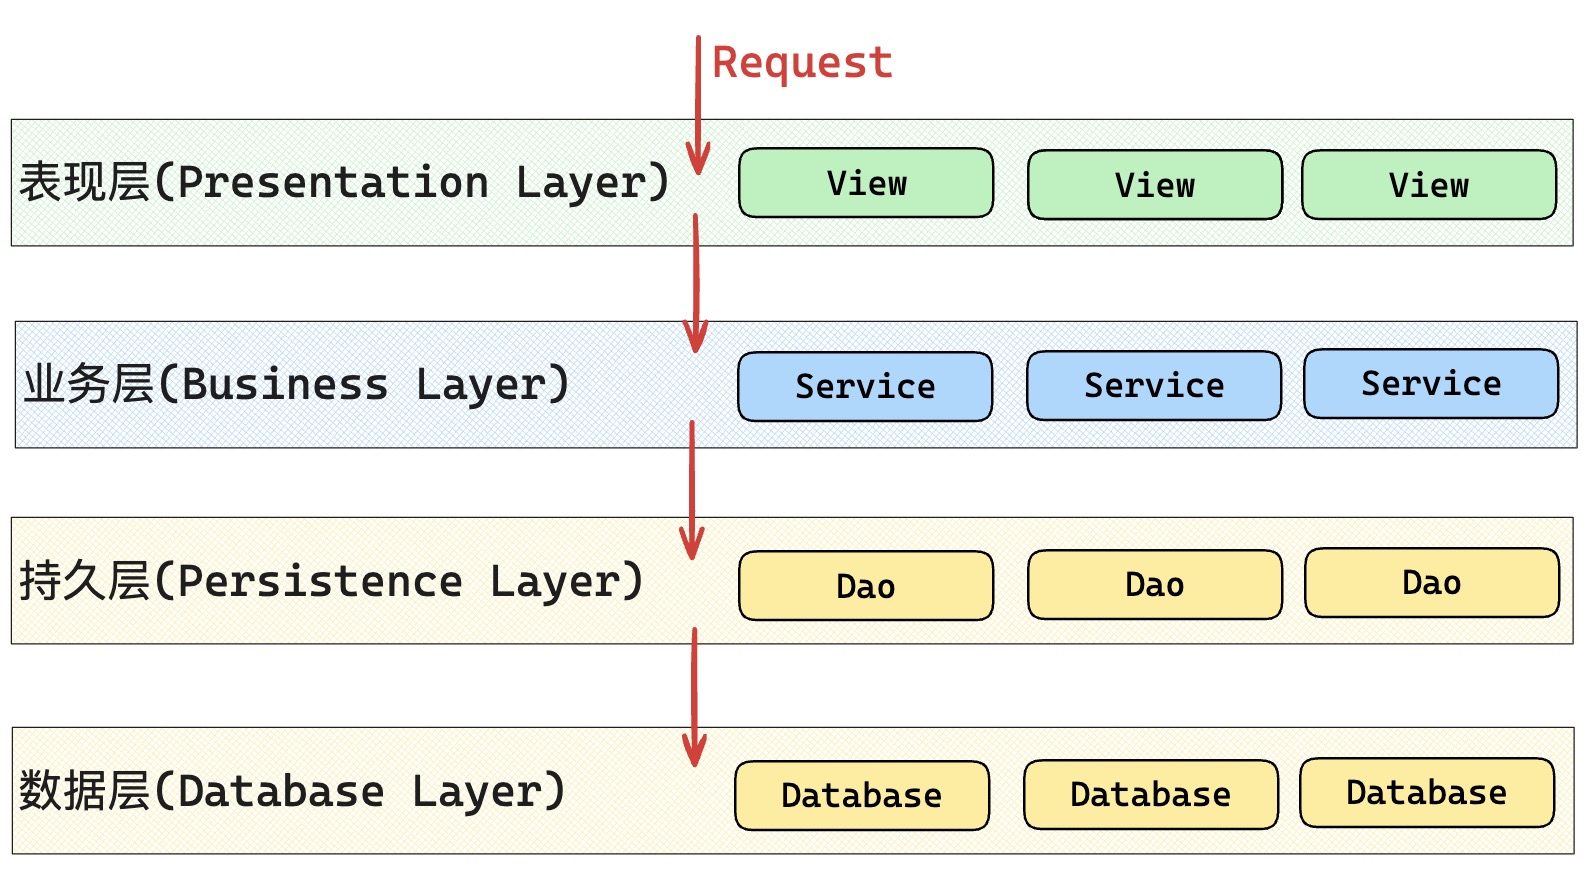 Request
表现层(Presentation Layer)
View
View
View
业务层(Business Layer)
Service
Service
Service
持久层(Persistence Layer)
Dao
Dao
Dao
数据层(Database Layer)
Database
Database
Database